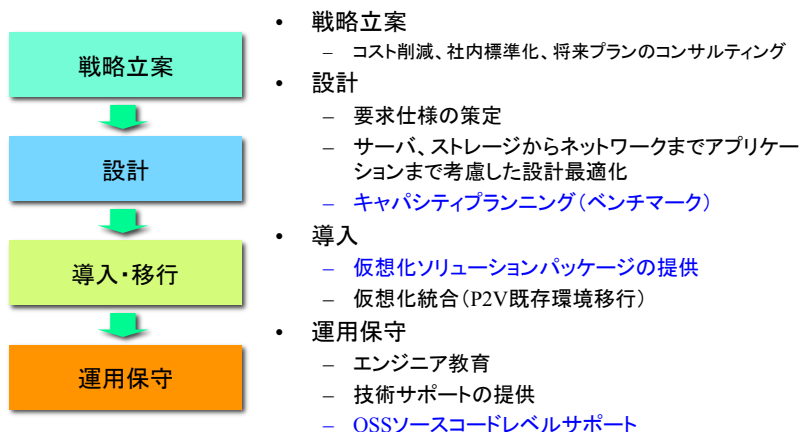 戦略立案
設計
導入・移行
運用保守
• 戦略立案
– コスト削減、社内標準化、将来プランのコンサルティング
• 設計
– 要求仕様の策定
– サーバ、ストレージからネットワークまでアプリケー
ションまで考慮した設計最適化
– キャパシティプランニング（ベンチマーク）
• 導入
– 仮想化ソリューションパッケージの提供
– 仮想化統合（P2V既存環境移行）
• 運用保守
– エンジニア教育
– 技術サポートの提供
– OSSソースコードレベルサポート